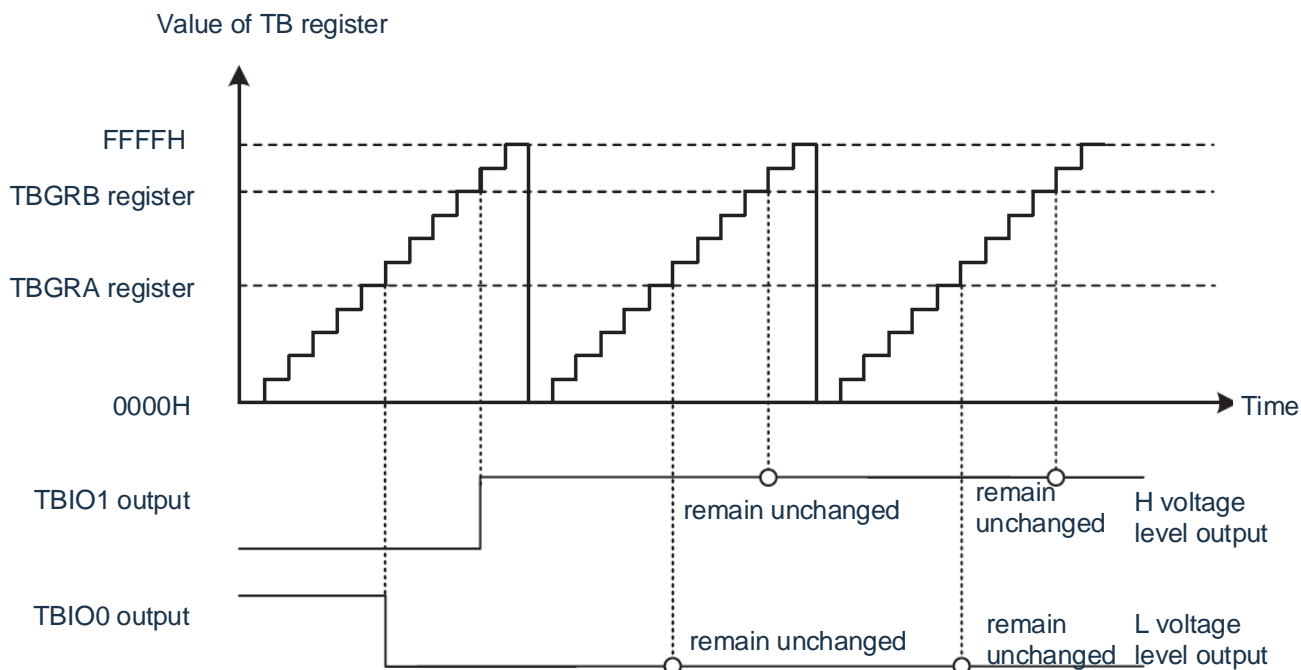 Value of TB register
FFFFH
TBGRB register
TBGRA register
0000H
Time
TBIO1 output
remain unchanged
remain
unchanged
H voltage
level output
TBIO0 output
remain unchanged
remain
unchanged
L voltage
level output